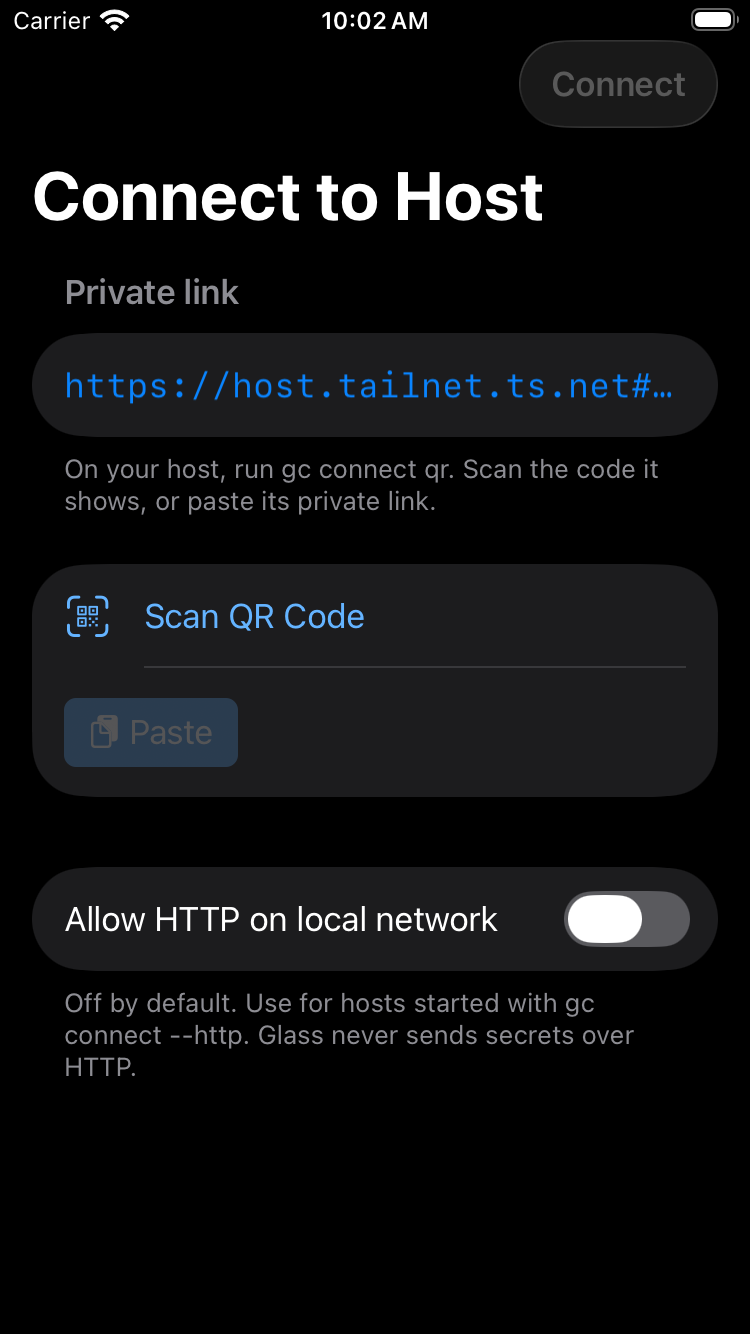 Carrier 10:02 AM
Connect
Connect to Host
Private link
https://host.tailnet.ts.net#…
On your host, run gc connect qr. Scan the code it
shows, or paste its private link.
Scan QR Code
Paste
Allow HTTP on local network
Off by default. Use for hosts started with gc
connect --http. Glass never sends secrets over
HTTP.